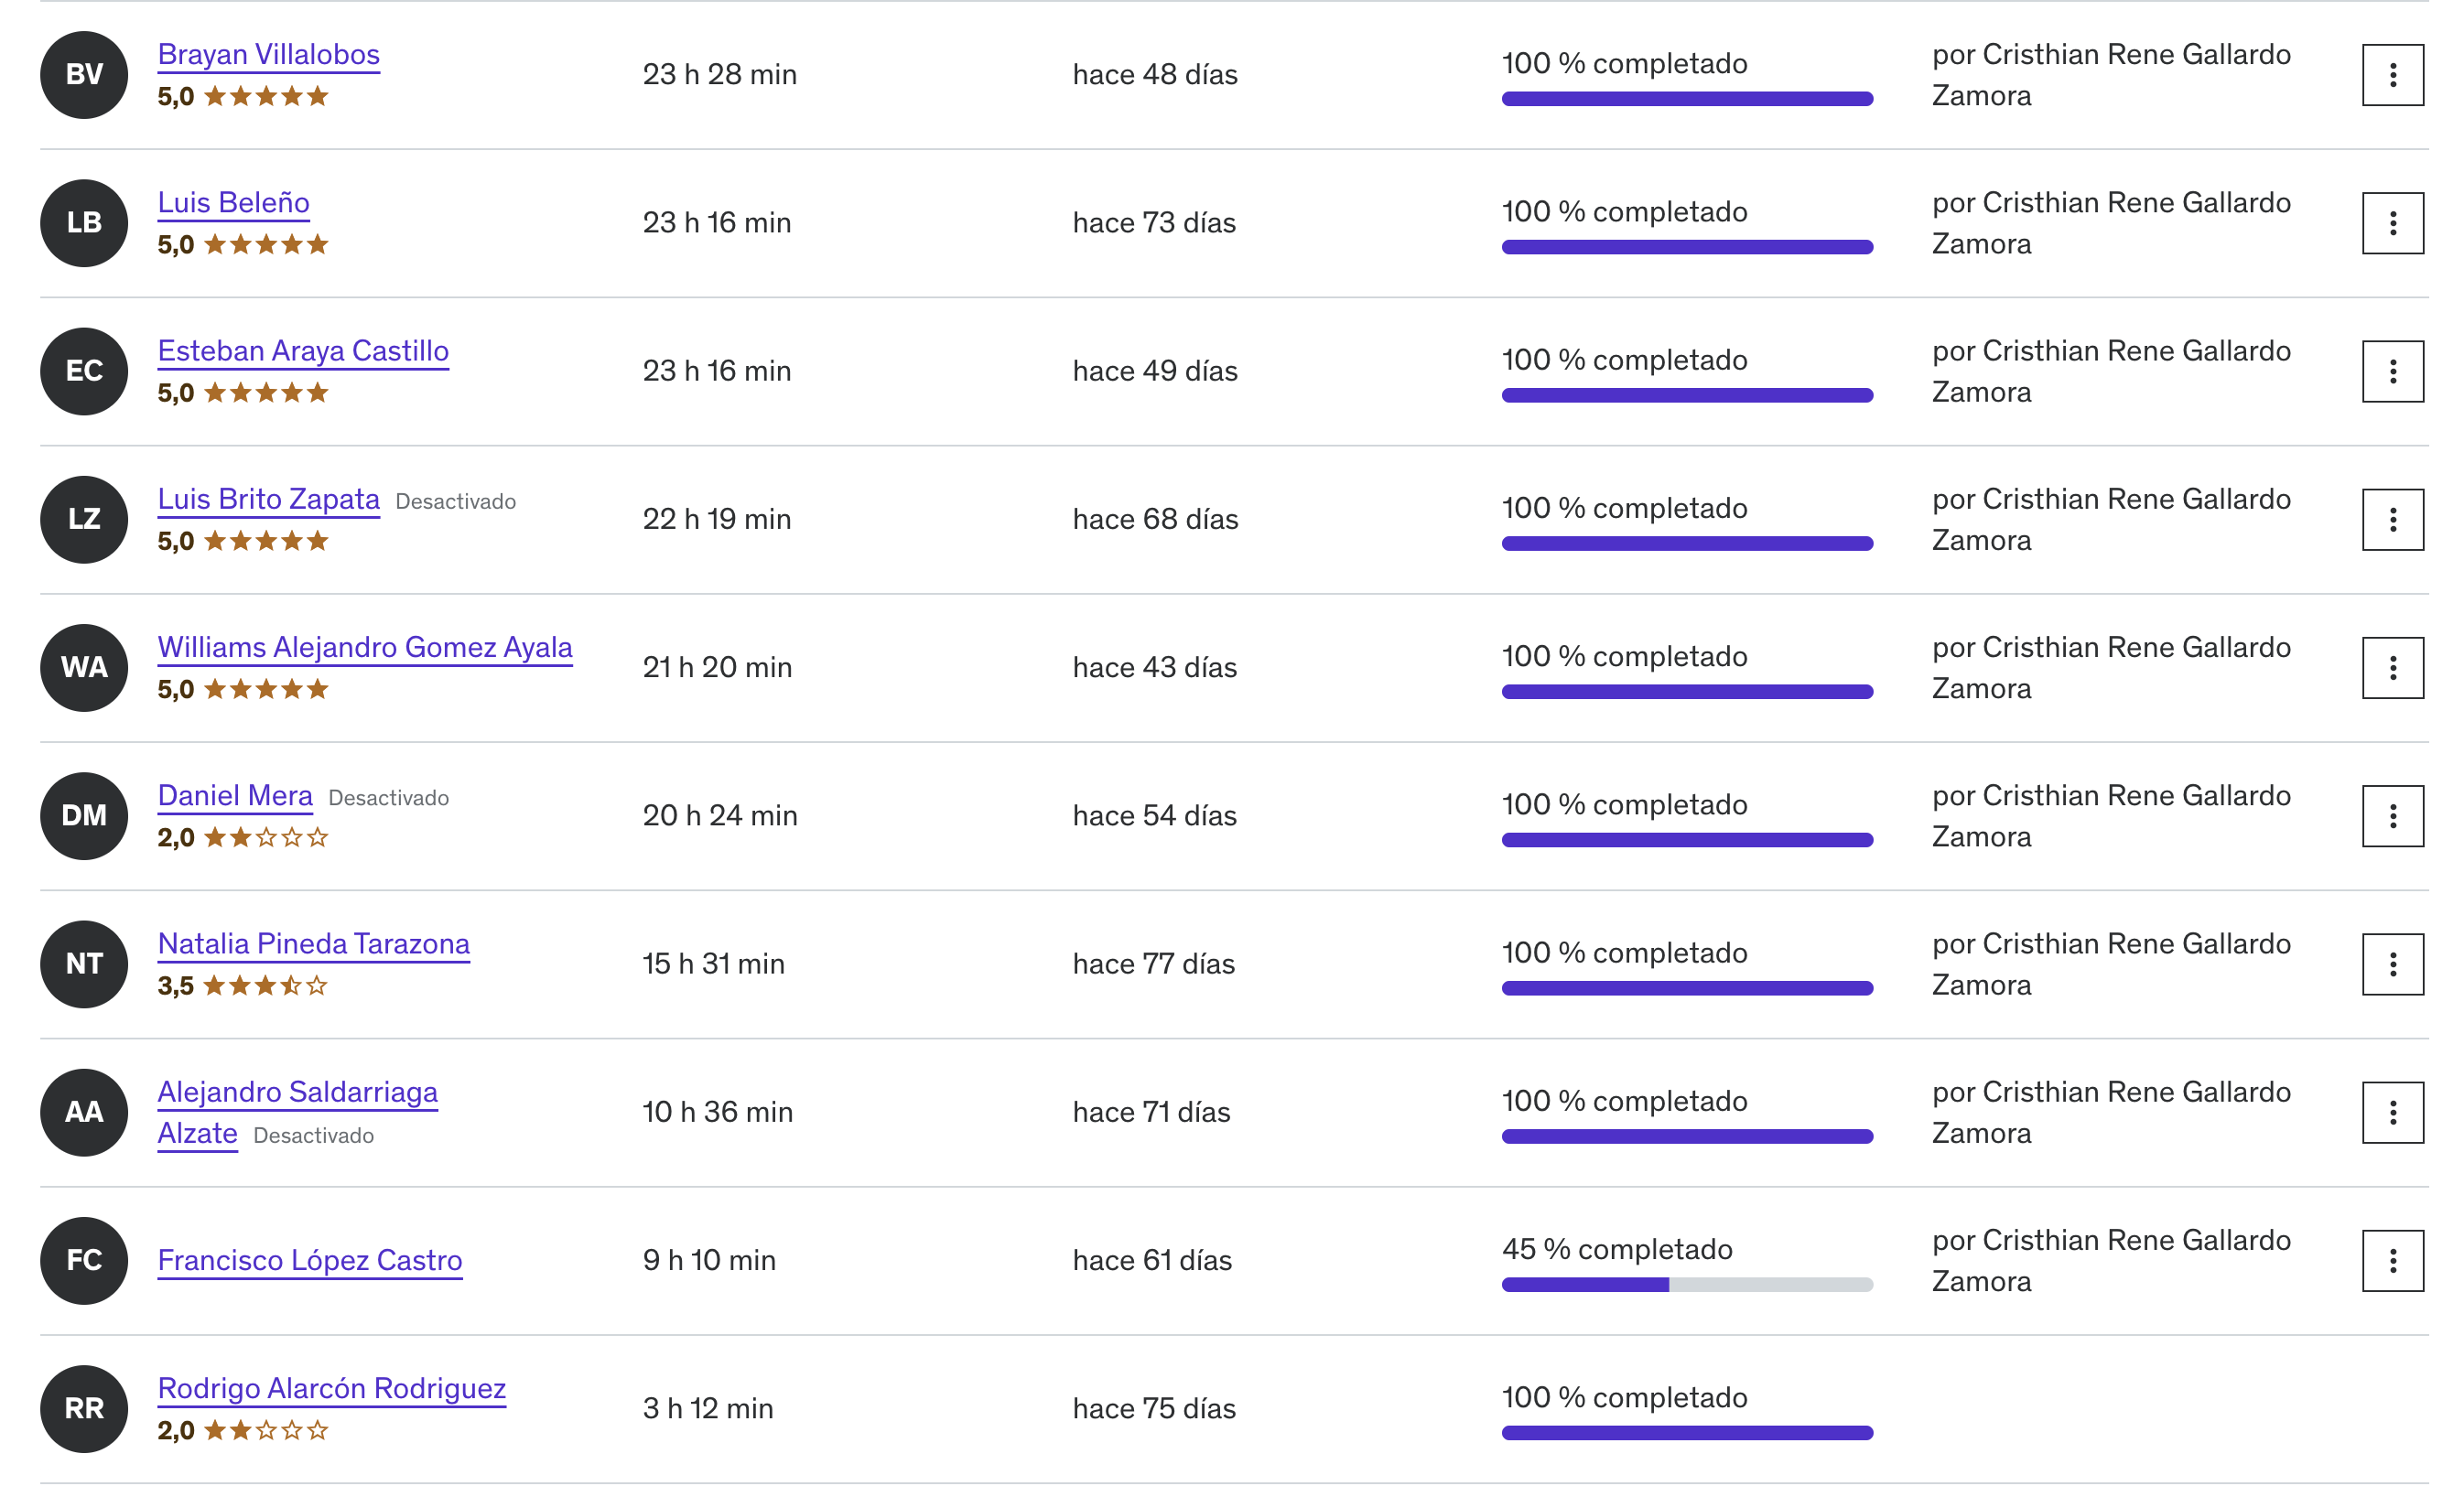 BV
Brayan Villalobos
5,0
23 h 28 min
hace 48 días
100 % completado
por Cristhian Rene Gallardo
Zamora
LB
Luis Beleño
5,0
23 h 16 min
hace 73 días
100 % completado
por Cristhian Rene Gallardo
Zamora
EC
Esteban Araya Castillo
5,0
23 h 16 min
hace 49 días
100 % completado
por Cristhian Rene Gallardo
Zamora
LZ
Luis Brito Zapata Desactivado
5,0
22 h 19 min
hace 68 días
100 % completado
por Cristhian Rene Gallardo
Zamora
WA
Williams Alejandro Gomez Ayala
5,0
21 h 20 min
hace 43 días
100 % completado
por Cristhian Rene Gallardo
Zamora
DM
Daniel Mera Desactivado
2,0
20 h 24 min
hace 54 días
100 % completado
por Cristhian Rene Gallardo
Zamora
NT
Natalia Pineda Tarazona
3,5
15 h 31 min
hace 77 días
100 % completado
por Cristhian Rene Gallardo
Zamora
AA
Alejandro Saldarriaga
Alzate Desactivado
10 h 36 min
hace 71 días
100 % completado
por Cristhian Rene Gallardo
Zamora
FC
Francisco López Castro
9 h 10 min
hace 61 días
45 % completado
por Cristhian Rene Gallardo
Zamora
RR
Rodrigo Alarcón Rodriguez
2,0
3 h 12 min
hace 75 días
100 % completado